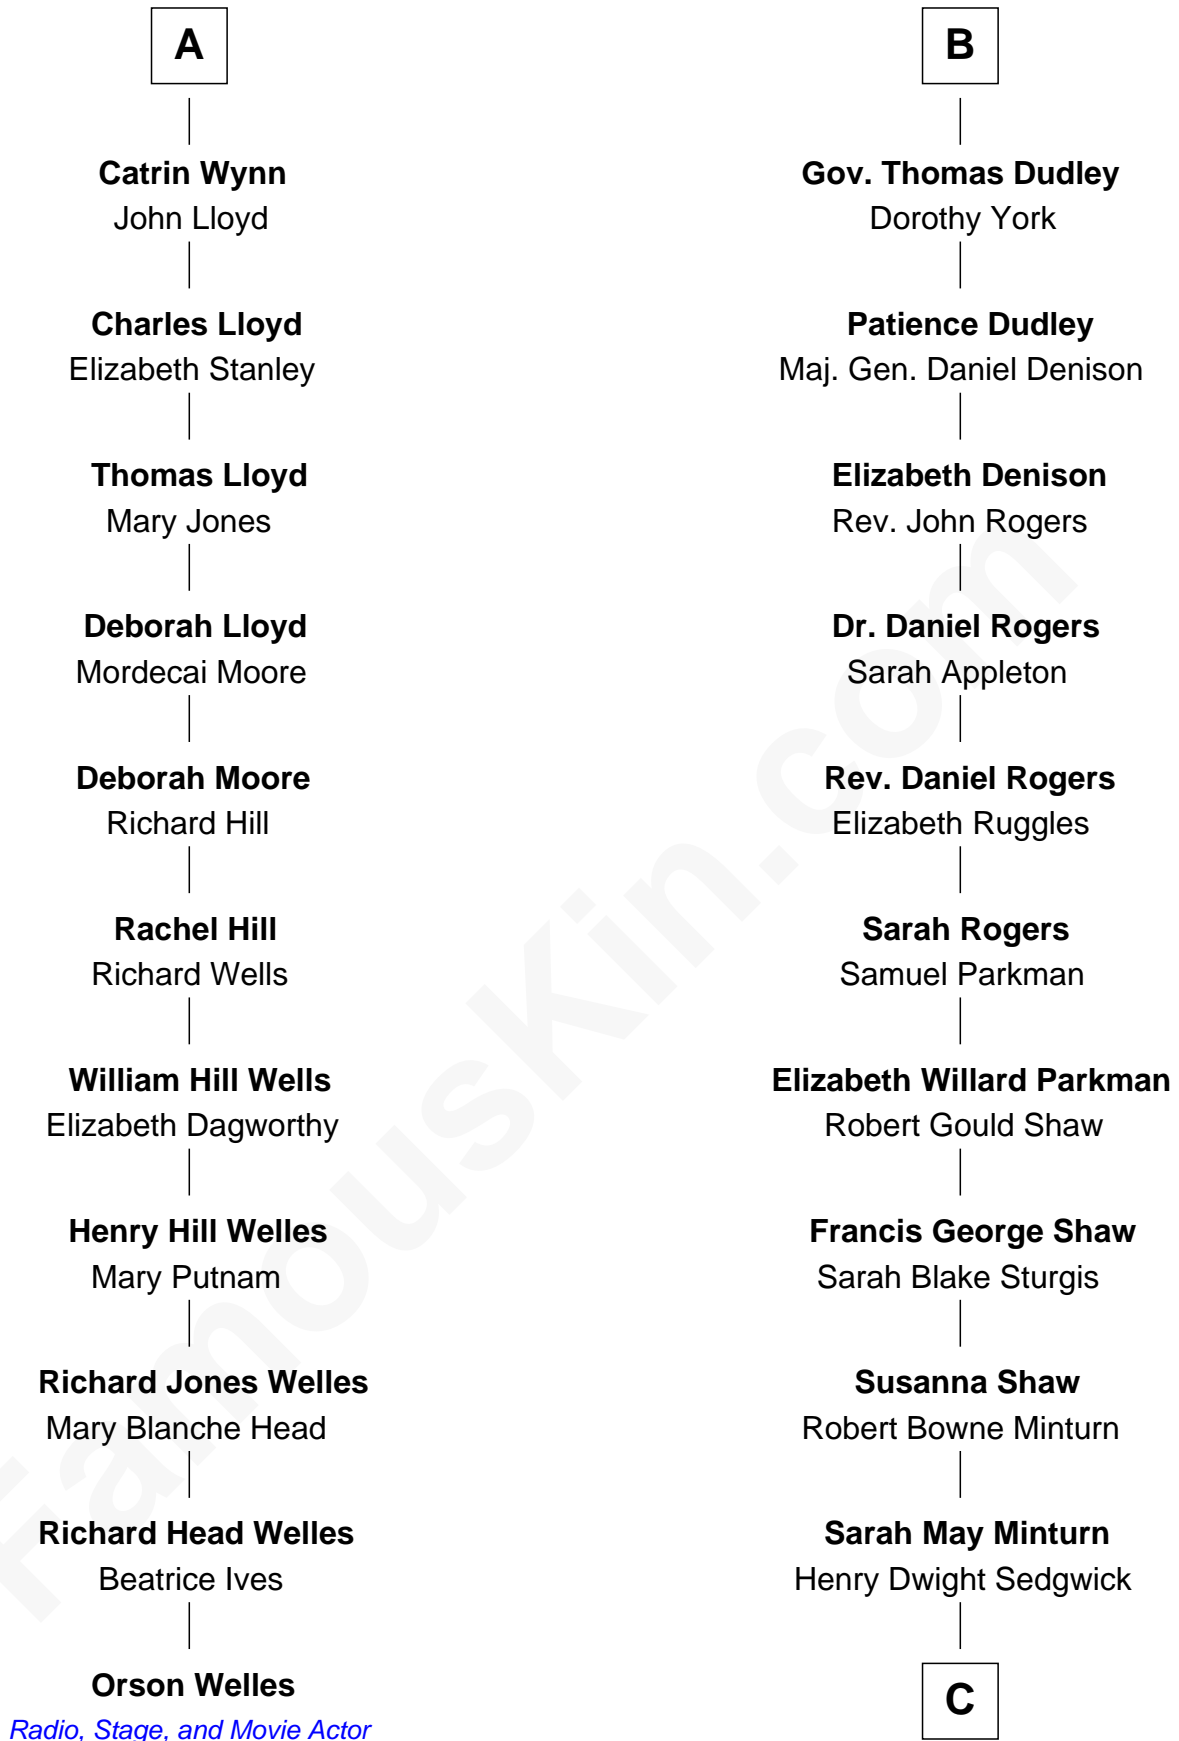 A
Catrin Wynn
John Lloyd
Charles Lloyd
Elizabeth Stanley
Thomas Lloyd
Mary Jones
Deborah Lloyd
Mordecai Moore
Deborah Moore
Richard Hill
Rachel Hill
Richard Wells
William Hill Wells
Elizabeth Dagworthy
Henry Hill Welles
Mary Putnam
Richard Jones Welles
Mary Blanche Head
Richard Head Welles
Beatrice Ives
Orson Welles
Radio, Stage, and Movie Actor
B
Gov. Thomas Dudley
Dorothy York
Patience Dudley
Maj. Gen. Daniel Denison
Elizabeth Denison
Rev. John Rogers
Dr. Daniel Rogers
Sarah Appleton
Rev. Daniel Rogers
Elizabeth Ruggles
Sarah Rogers
Samuel Parkman
Elizabeth Willard Parkman
Robert Gould Shaw
Francis George Shaw
Sarah Blake Sturgis
Susanna Shaw
Robert Bowne Minturn
Sarah May Minturn
Henry Dwight Sedgwick
C
FamousKin.com